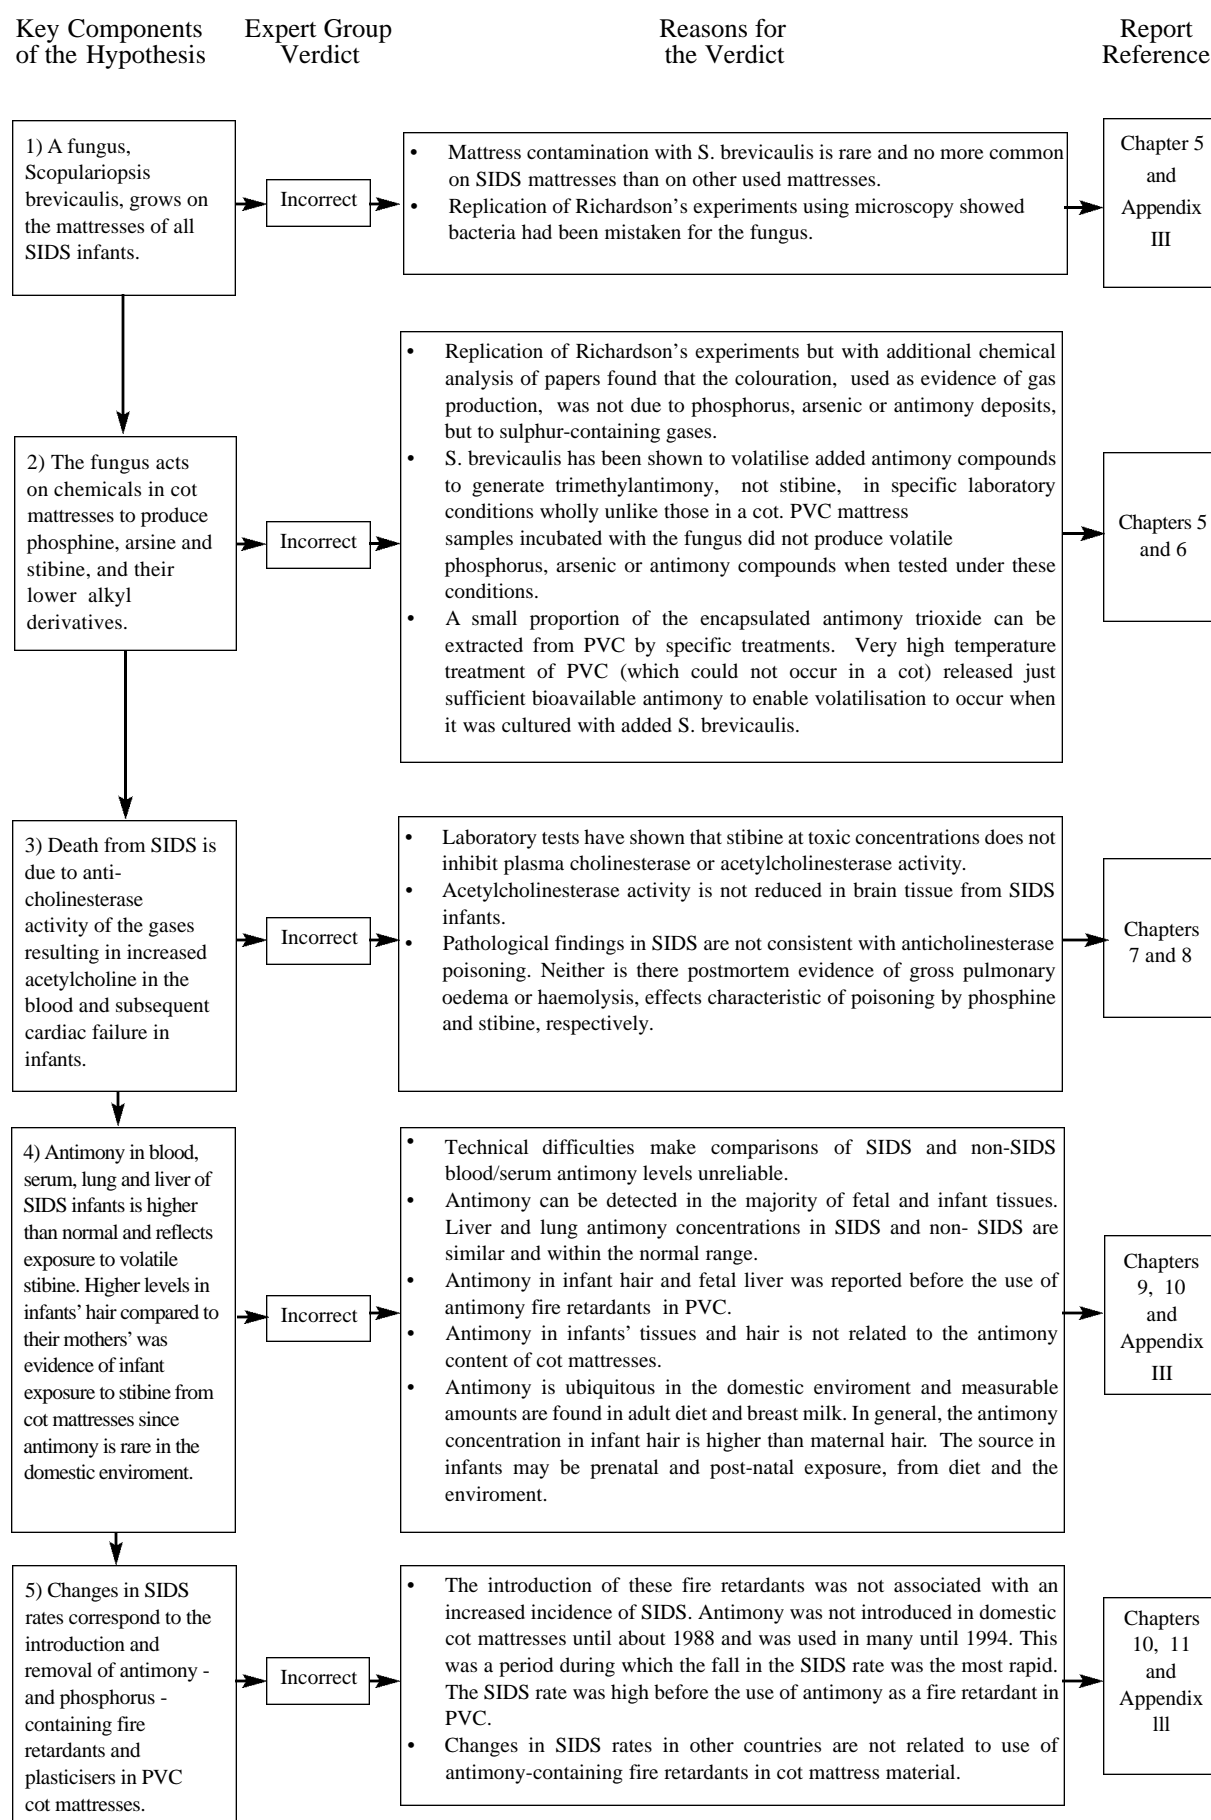 Key Components
of the Hypothesis
Expert Group
Verdict
Reasons for
the Verdict
Report
Reference
1) A fungus,
Scopulariopsis
brevicaulis, grows on
the mattresses of all
SIDS infants.
Incorrect
• Mattress contamination with S. brevicaulis is rare and no more common
on SIDS mattresses than on other used mattresses.
• Replication of Richardson's experiments using microscopy showed
bacteria had been mistaken for the fungus.
Chapter 5
and
Appendix
III
2) The fungus acts
on chemicals in cot
mattresses to produce
phosphine, arsine and
stibine, and their
lower alkyl
derivatives.
Incorrect
• Replication of Richardson's experiments but with additional chemical
analysis of papers found that the colouration, used as evidence of gas
production, was not due to phosphorus, arsenic or antimony deposits,
but to sulphur-containing gases.
• S. brevicaulis has been shown to volatilise added antimony compounds
to generate trimethylantimony, not stibine, in specific laboratory
conditions wholly unlike those in a cot. PVC mattress
samples incubated with the fungus did not produce volatile
phosphorus, arsenic or antimony compounds when tested under these
conditions.
• A small proportion of the encapsulated antimony trioxide can be
extracted from PVC by specific treatments. Very high temperature
treatment of PVC (which could not occur in a cot) released just
sufficient bioavailable antimony to enable volatilisation to occur when
it was cultured with added S. brevicaulis.
Chapters 5
and 6
3) Death from SIDS is
due to anti-
cholinesterase
activity of the gases
resulting in increased
acetylcholine in the
blood and subsequent
cardiac failure in
infants.
Incorrect
• Laboratory tests have shown that stibine at toxic concentrations does not
inhibit plasma cholinesterase or acetylcholinesterase activity.
• Acetylcholinesterase activity is not reduced in brain tissue from SIDS
infants.
• Pathological findings in SIDS are not consistent with anticholinesterase
poisoning. Neither is there postmortem evidence of gross pulmonary
oedema or haemolysis, effects characteristic of poisoning by phosphine
and stibine, respectively.
Chapters
7 and 8
4) Antimony in blood,
serum, lung and liver of
SIDS infants is higher
than normal and reflects
exposure to volatile
stibine. Higher levels in
infants' hair compared to
their mothers' was
evidence of infant
exposure to stibine from
cot mattresses since
antimony is rare in the
domestic enviroment.
Incorrect
• Technical difficulties make comparisons of SIDS and non-SIDS
blood/serum antimony levels unreliable.
• Antimony can be detected in the majority of fetal and infant tissues.
Liver and lung antimony concentrations in SIDS and non- SIDS are
similar and within the normal range.
• Antimony in infant hair and fetal liver was reported before the use of
antimony fire retardants in PVC.
• Antimony in infants' tissues and hair is not related to the antimony
content of cot mattresses.
• Antimony is ubiquitous in the domestic enviroment and measurable
amounts are found in adult diet and breast milk. In general, the antimony
concentration in infant hair is higher than maternal hair. The source in
infants may be prenatal and post-natal exposure, from diet and the
enviroment.
Chapters
9, 10
and
Appendix
III
5) Changes in SIDS
rates correspond to the
introduction and
removal of antimony -
and phosphorus -
containing fire
retardants and
plasticisers in PVC
cot mattresses.
Incorrect
• The introduction of these fire retardants was not associated with an
increased incidence of SIDS. Antimony was not introduced in domestic
cot mattresses until about 1988 and was used in many until 1994. This
was a period during which the fall in the SIDS rate was the most rapid.
The SIDS rate was high before the use of antimony as a fire retardant in
PVC.
• Changes in SIDS rates in other countries are not related to use of
antimony-containing fire retardants in cot mattress material.
Chapters
10, 11
and
Appendix
lll